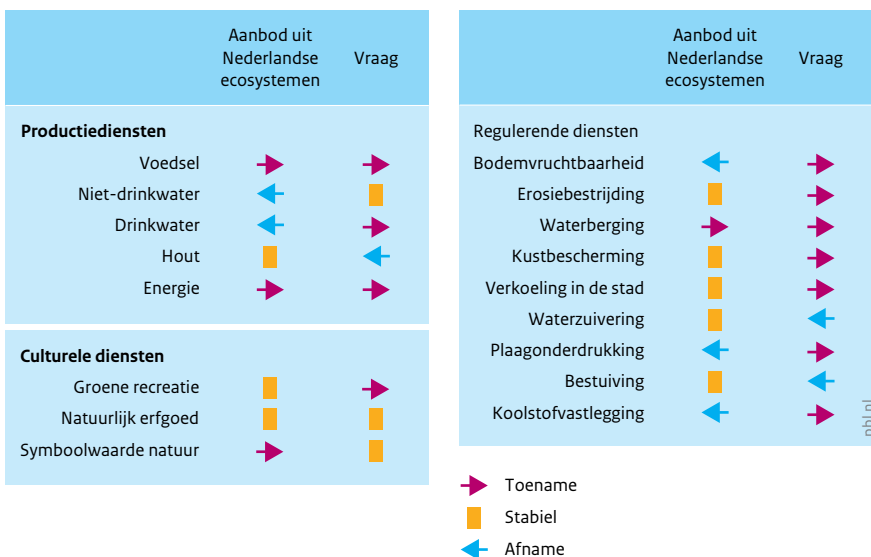 Aanbod uit
Nederlandse
ecosystemen
Vraag
Productiediensten
Voedsel
Niet-drinkwater
Drinkwater
Hout
Energie
Culturele diensten
Groene recreatie
Natuurlijk erfgoed
Symboolwaarde natuur
Aanbod uit
Nederlandse
ecosystemen
Vraag
Regulerende diensten
Bodemvruchtbaarheid
Erosiebestrijding
Waterberging
Kustbescherming
Verkoeling in de stad
Waterzuivering
Plaagonderdrukking
Bestuiving
Koolstofvastlegging
pbl.nl
Toename
Stabiel
Afname